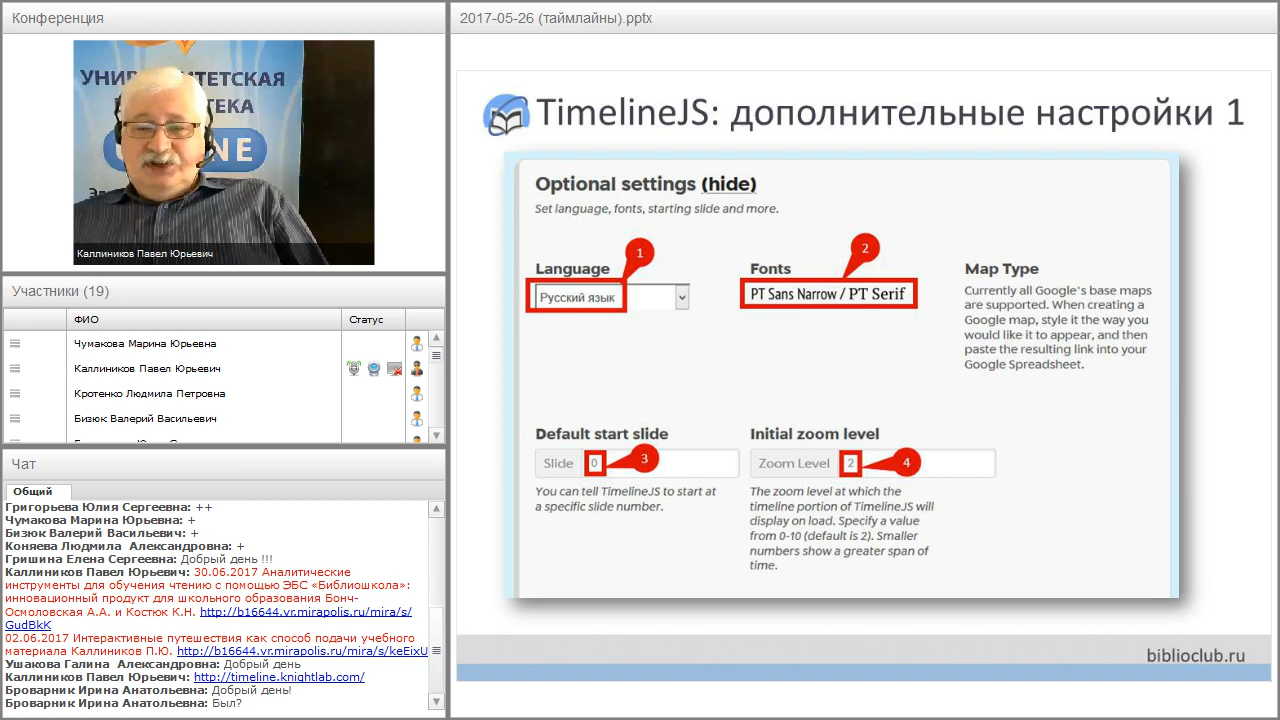 Конференция
УНИВ ТЕТСКАЯ
Каллиников Павел Юрьевич
Участники (19)
ФИО
Статус
Чумакова Марина Юрьевна
Каллиников Павел Юрьевич
Кротенко Людмила Петровна
Бизюк Валерий Васильевич
Чат
Общий
Григорьева Юлия Сергеевна: ++
Чумакова Марина Юрьевна: +
Бизюк Валерий Васильевич: +
Коняева Людмила Александровна: +
Гришина Елена Сергеевна: Добрый день !!!
Каллиников Павел Юрьевич: 30.06.2017 Аналитические
инструменты для обучения чтению с помощью ЭБС «Библиошкола»:
инновационный продукт для школьного образования Бонч-
Осмоловская А.А. и Костюк К.Н. http://b16644.vr.mirapolis.ru/mira/s/
GudBkK
02.06.2017 Интерактивные путешествия как способ подачи учебного
материала Каллиников П.Ю. http://b16644.vr.mirapolis.ru/mira/s/keEixU
Ушакова Галина Александровна: Добрый день
Каллиников Павел Юрьевич: http://timeline.knightlab.com/
Броварник Ирина Анатольевна: Добрый день!
Броварник Ирина Анатольевна: Был?
2017-05-26 (таймлайны).pptx
TimelineJS: дополнительные настройки 1
Optional settings (hide)
Set language, fonts, starting slide and more.
1
Language
Русский язык
2
Fonts
PT Sans Narrow / PT Serif
Map Type
Currently all Google's base maps
are supported. When creating a
Google map, style it the way you
would like it to appear, and then
paste the resulting link into your
Google Spreadsheet.
Default start slide
Slide 0
3
You can tell TimelineJS to start at
a specific slide number.
Initial zoom level
Zoom Level 2
4
The zoom level at which the
timeline portion of TimelineJS will
display on load. Specify a value
from 0-10 (default is 2). Smaller
numbers show a greater span of
time.
biblioclub.ru